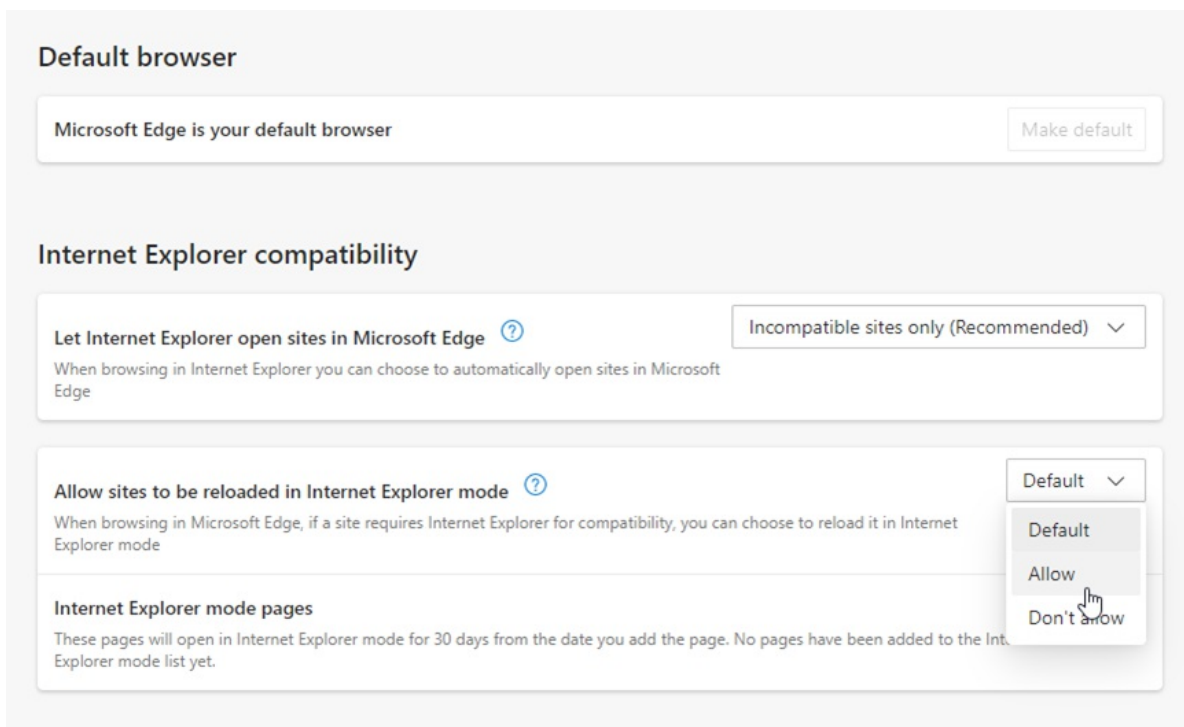 Default browser
Microsoft Edge is your default browser
Make default
Internet Explorer compatibility
Let Internet Explorer open sites in Microsoft Edge
Incompatible sites only (Recommended)
When browsing in Internet Explorer you can choose to automatically open sites in Microsoft
Edge
Allow sites to be reloaded in Internet Explorer mode
Default
When browsing in Microsoft Edge, if a site requires Internet Explorer for compatibility, you can choose to reload it in Internet
Explorer mode
Default
Allow
Don't allow
Internet Explorer mode pages
These pages will open in Internet Explorer mode for 30 days from the date you add the page. No pages have been added to the
Explorer mode list yet.